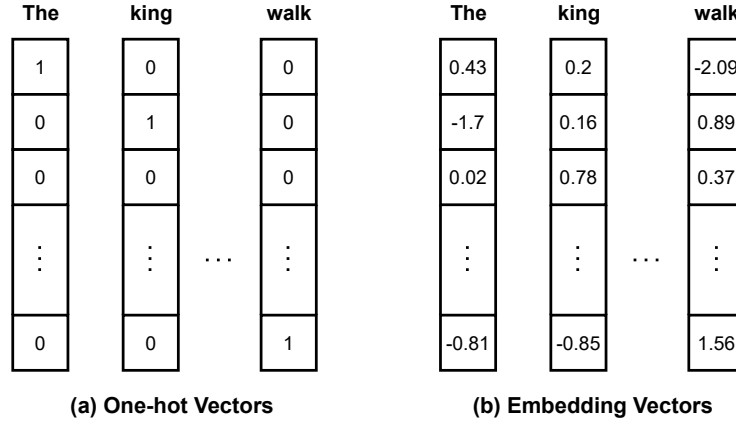 The king walk The king walk
1 0 0 0.43 0.2 -2.09
0 1 0 -1.7 0.16 0.89
0 0 0 0.02 0.78 0.37
⋮ ⋮ ... ⋮ ⋮ ⋮ ... ⋮
0 0 1 -0.81 -0.85 1.56
(a) One-hot Vectors (b) Embedding Vectors